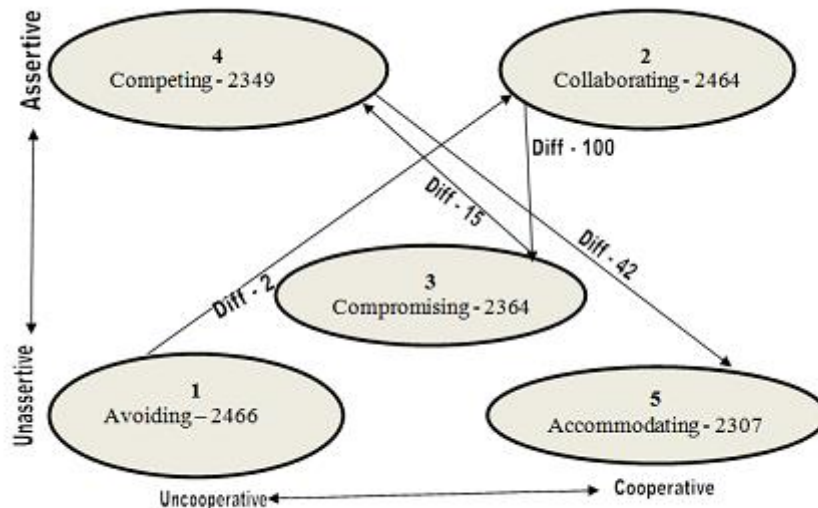 Assertive
4
Competing - 2349
2
Collaborating - 2464
Diff - 100
Diff - 15
Diff - 42
Diff - 2
3
Compromising - 2364
Unassertive
1
Avoiding – 2466
5
Accommodating - 2307
Uncooperative
Cooperative